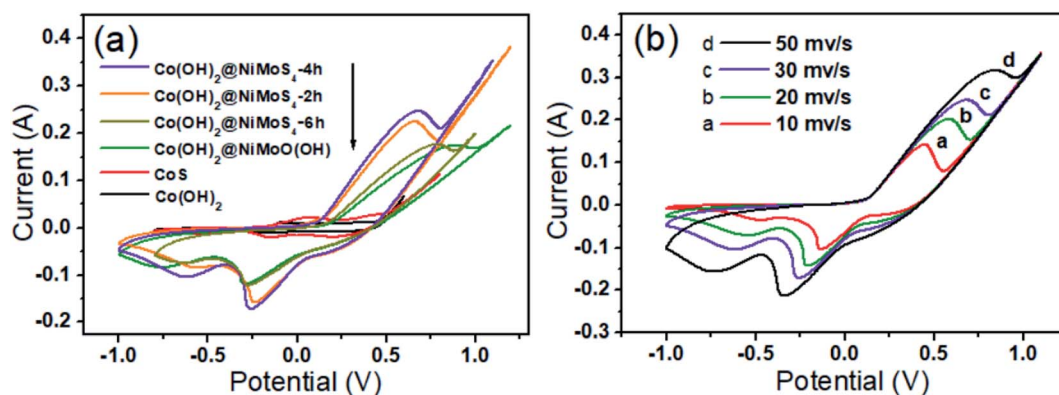 (a)
Co(OH)₂@NiMoS₄-4h
Co(OH)₂@NiMoS₄-2h
Co(OH)₂@NiMoS₄-6h
Co(OH)₂@NiMoO(OH)
CoS
Co(OH)₂
0.4
0.3
0.2
0.1
0.0
-0.1
-0.2
Current (A)
-1.0 -0.5 0.0 0.5 1.0
Potential (V)
(b)
d 50 mv/s
c 30 mv/s
b 20 mv/s
a 10 mv/s
d
c
b
a
0.4
0.3
0.2
0.1
0.0
-0.1
-0.2
-0.3
Current (A)
-1.0 -0.5 0.0 0.5 1.0
Potential (V)